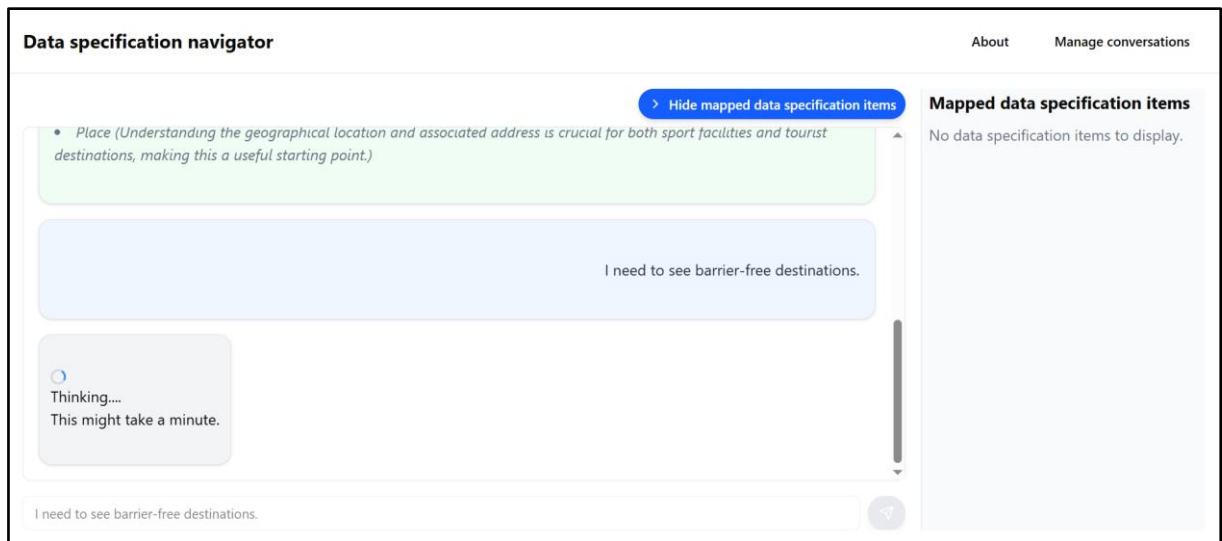 Data specification navigator
About
Manage conversations
Hide mapped data specification items
• Place (Understanding the geographical location and associated address is crucial for both sport facilities and tourist
destinations, making this a useful starting point.)
I need to see barrier-free destinations.
Thinking....
This might take a minute.
I need to see barrier-free destinations.
Mapped data specification items
No data specification items to display.